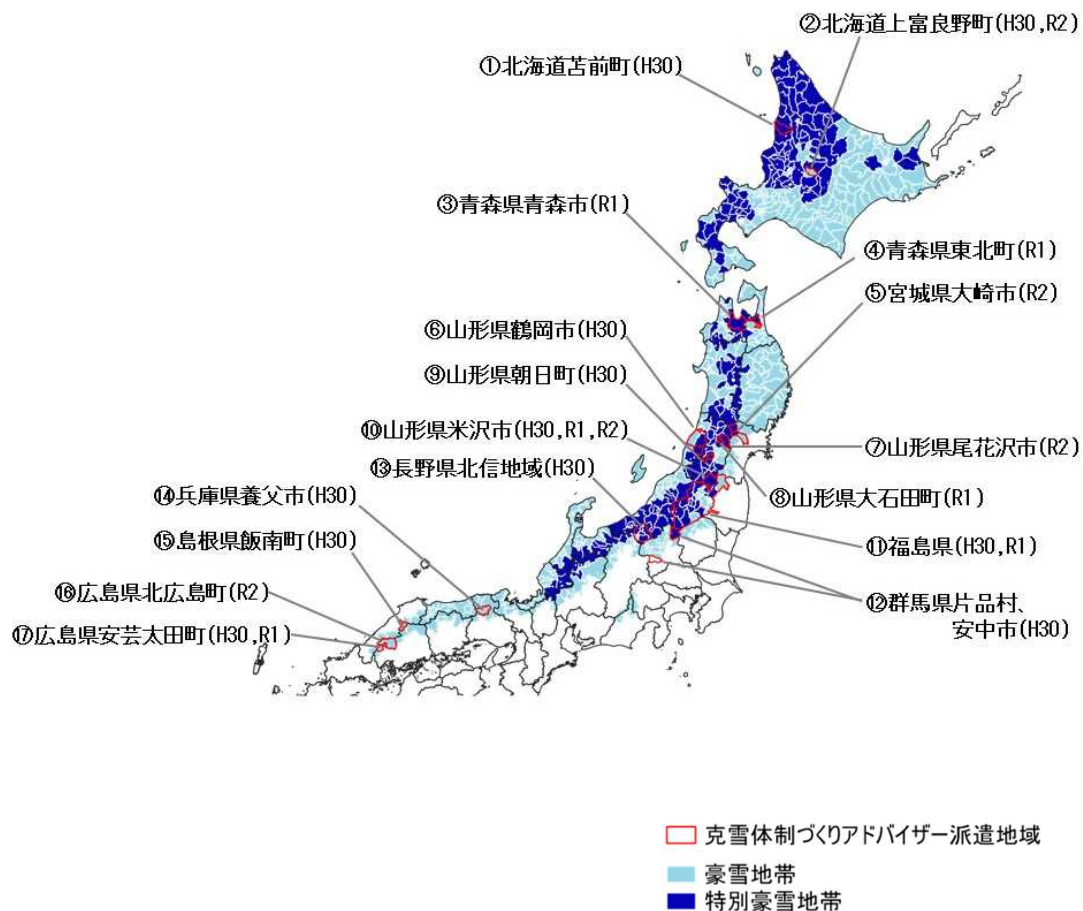 ②北海道上富良野町(H30,R2)
①北海道苫前町(H30)
③青森県青森市(R1)
④青森県東北町(R1)
⑤宮城県大崎市(R2)
⑥山形県鶴岡市(H30)
⑨山形県朝日町(H30)
⑩山形県米沢市(H30,R1,R2)
⑦山形県尾花沢市(R2)
⑬長野県北信地域(H30)
⑭兵庫県養父市(H30)
⑧山形県大石田町(R1)
⑮島根県飯南町(H30)
⑪福島県(H30,R1)
⑯広島県北広島町(R2)
⑫群馬県片品村、
安中市(H30)
⑰広島県安芸太田町(H30,R1)
克雪体制づくりアドバイザー派遣地域
豪雪地帯
特別豪雪地帯